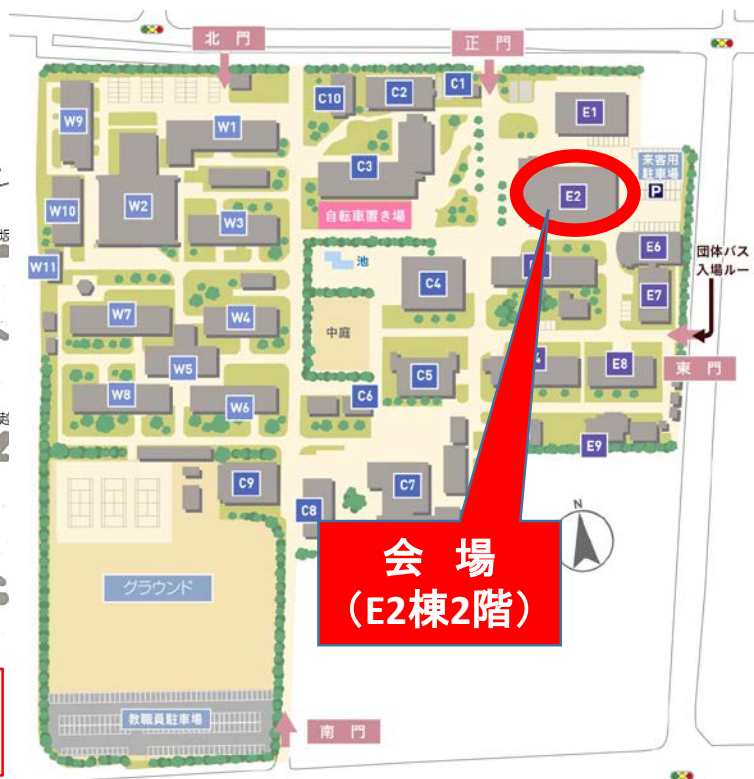 北 門
正 門
C1
C2
C10
E1
W9
W1
C3
来客用
駐車場
P
E2
W10
W2
W3
自転車置き場
E6
団体バス
入場ルー
W11
池
C4
E7
W7
W4
中庭
東 門
W5
C5
E8
W8
W6
C6
E9
C9
C8
C7
N
会 場
(E2棟2階)
グラウンド
教職員駐車場
南 門